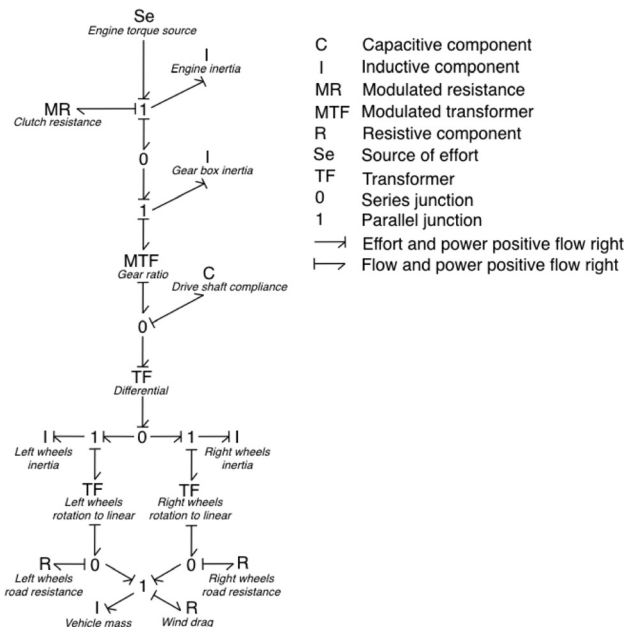 Se
Engine torque source
I
Engine inertia
MR
1
Clutch resistance
0
I
Gear box inertia
1
MTF
Gear ratio
C
Drive shaft compliance
0
TF
Differential
I 1 0 1 I
Left wheels
inertia
Right wheels
inertia
TF
Left wheels
rotation to linear
TF
Right wheels
rotation to linear
R 0 0 R
Left wheels
road resistance
Right wheels
road resistance
1
I
Vehicle mass
R
Wind drag
C Capacitive component
I Inductive component
MR Modulated resistance
MTF Modulated transformer
R Resistive component
Se Source of effort
TF Transformer
0 Series junction
1 Parallel junction
Effort and power positive flow right
Flow and power positive flow right